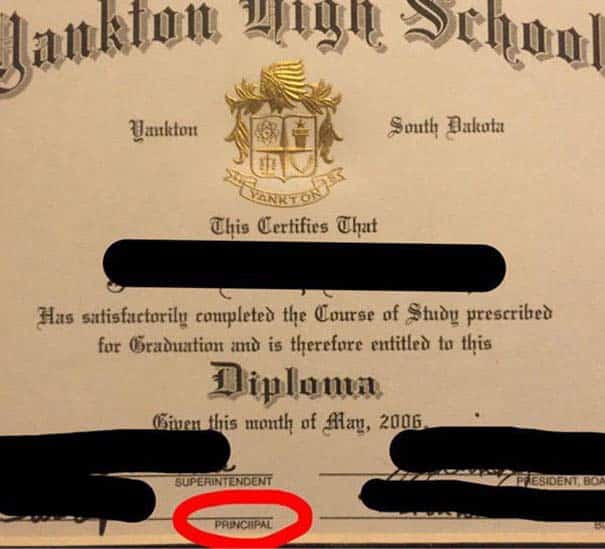 Yankton High School
Yankton
South Dakota
YANKTON
This Certifies That
Has satisfactorily completed the Course of Study prescribed
for Graduation and is therefore entitled to this
Diploma
Given this month of May, 2006.
SUPERINTENDENT
PRESIDENT, BOA
PRINCIIPAL